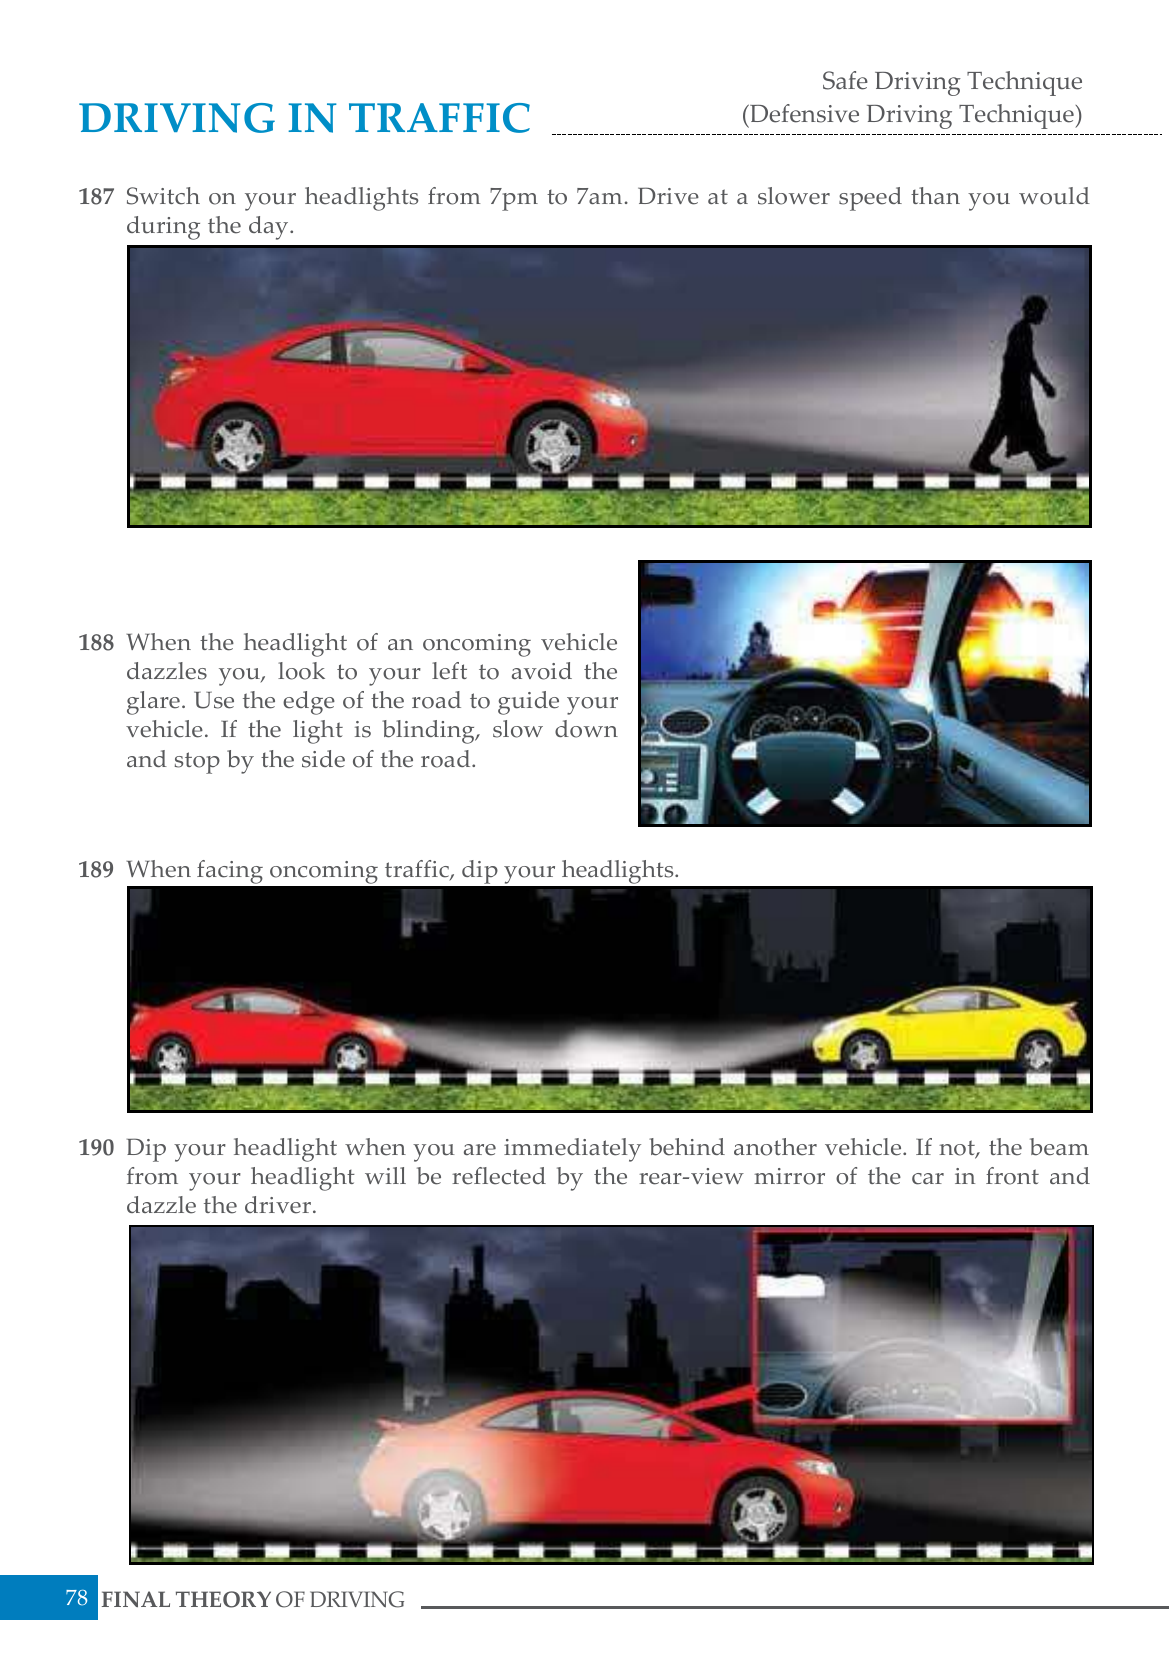 Safe Driving Technique
DRIVING IN TRAFFIC
(Defensive Driving Technique)
187 Switch on your headlights from 7pm to 7am. Drive at a slower speed than you would
during the day.
188 When the headlight of an oncoming vehicle
dazzles you, look to your left to avoid the
glare. Use the edge of the road to guide your
vehicle. If the light is blinding, slow down
and stop by the side of the road.
189 When facing oncoming traffic, dip your headlights.
190 Dip your headlight when you are immediately behind another vehicle. If not, the beam
from your headlight will be reflected by the rear-view mirror of the car in front and
dazzle the driver.
78 FINAL THEORY OF DRIVING